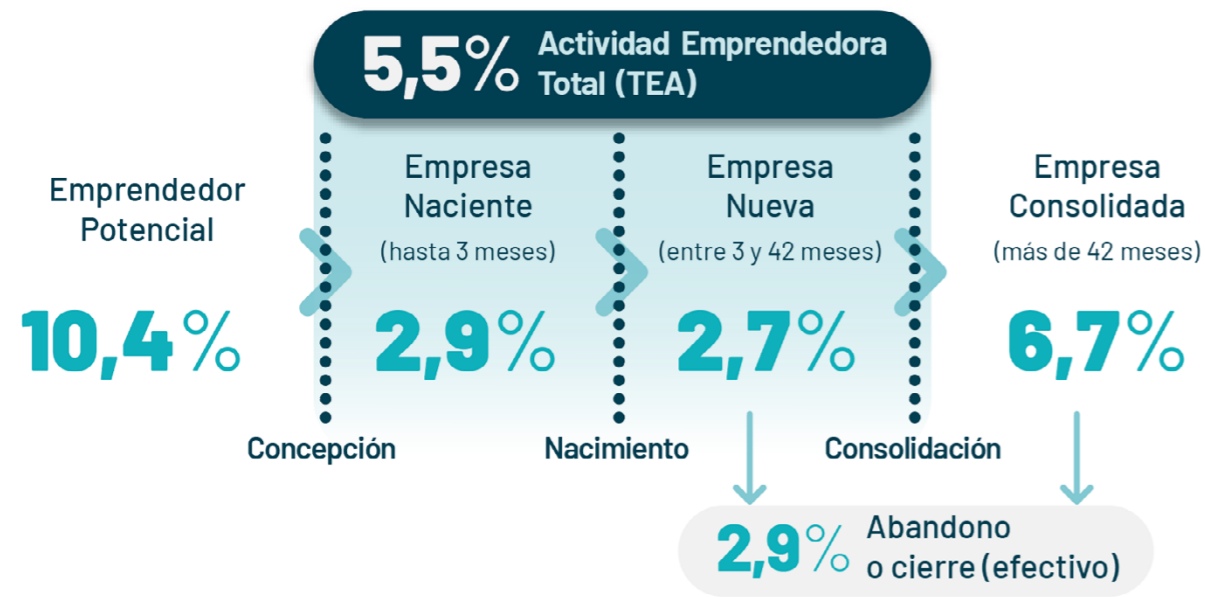 5,5% Actividad Emprendedora
Total (TEA)
Emprendedor
Potencial
10,4%
Empresa
Naciente
(hasta 3 meses)
2,9%
Empresa
Nueva
(entre 3 y 42 meses)
2,7%
Empresa
Consolidada
(más de 42 meses)
6,7%
Concepción
Nacimiento
Consolidación
2,9% Abandono
o cierre (efectivo)